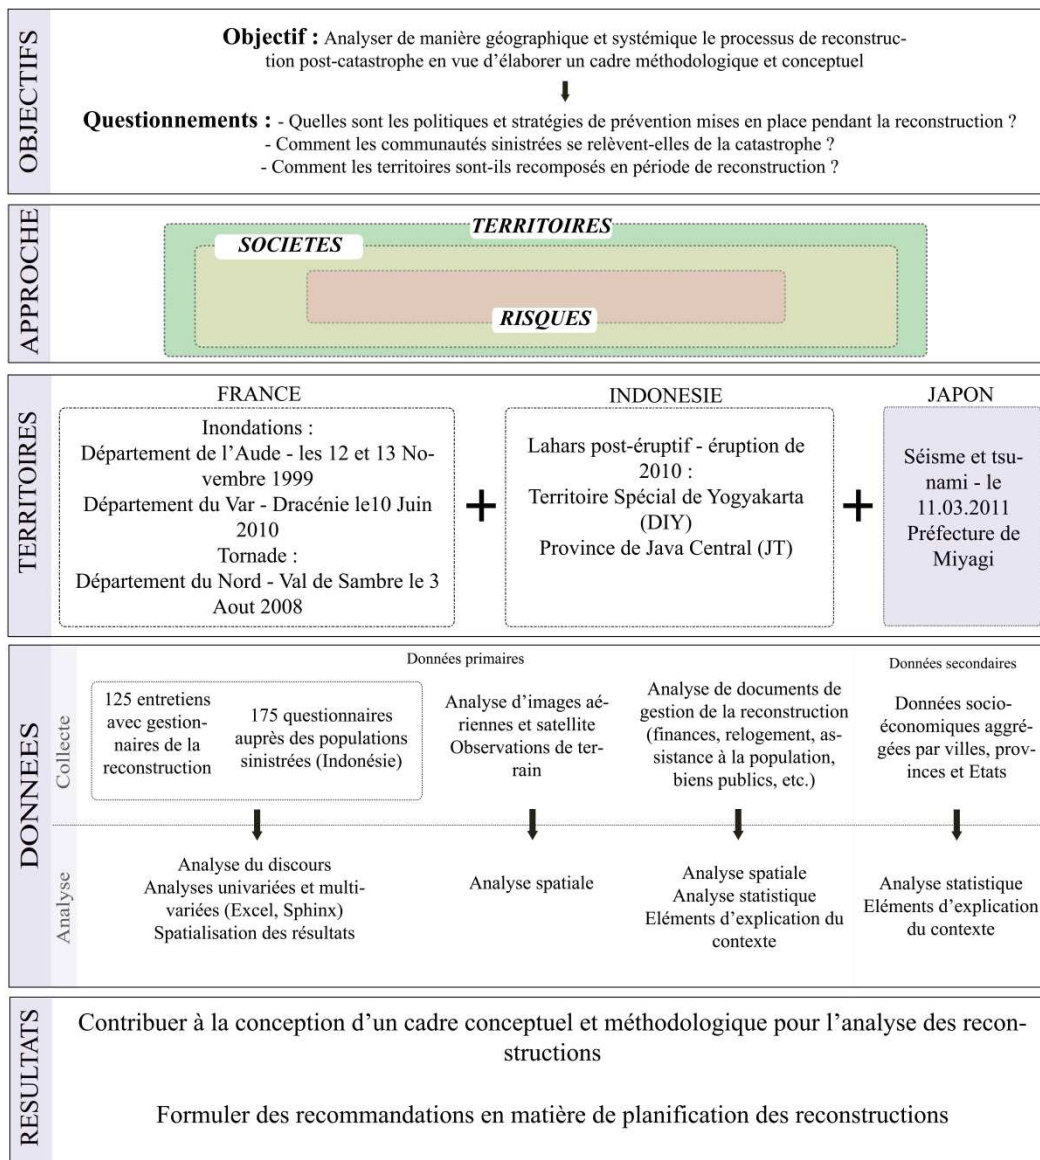 OBJECTIFS
Objectif : Analyser de manière géographique et systémique le processus de reconstruc-
tion post-catastrophe en vue d’élaborer un cadre méthodologique et conceptuel
Questionnements : - Quelles sont les politiques et stratégies de prévention mises en place pendant la reconstruction ?
- Comment les communautés sinistrées se relèvent-elles de la catastrophe ?
- Comment les territoires sont-ils recomposés en période de reconstruction ?
APPROCHE
TERRITOIRES
SOCIETES
RISQUES
TERRITOIRES
FRANCE
Inondations :
Département de l’Aude - les 12 et 13 No-
vembre 1999
Département du Var - Dracénie le10 Juin
2010
Tornade :
Département du Nord - Val de Sambre le 3
Aout 2008
+
INDONESIE
Lahars post-éruptif - éruption de
2010 :
Territoire Spécial de Yogyakarta
(DIY)
Province de Java Central (JT)
+
JAPON
Séisme et tsu-
nami - le
11.03.2011
Préfecture de
Miyagi
DONNEES
Collecte
Données primaires
125 entretiens
avec gestion-
naires de la
reconstruction
175 questionnaires
auprès des populations
sinistrées (Indonésie)
Analyse d’images aé-
riennes et satellite
Observations de ter-
rain
Analyse de documents de
gestion de la reconstruction
(finances, relogement, as-
sistance à la population,
biens publics, etc.)
Données secondaires
Données socio-
économiques aggré-
gées par villes, prov-
inces et Etats
Analyse
Analyse du discours
Analyses univariées et multi-
variées (Excel, Sphinx)
Spatialisation des résultats
Analyse spatiale
Analyse spatiale
Analyse statistique
Eléments d’explication du
contexte
Analyse statistique
Eléments d’explication
du contexte
RESULTATS
Contribuer à la conception d’un cadre conceptuel et méthodologique pour l’analyse des recon-
structions
Formuler des recommandations en matière de planification des reconstructions